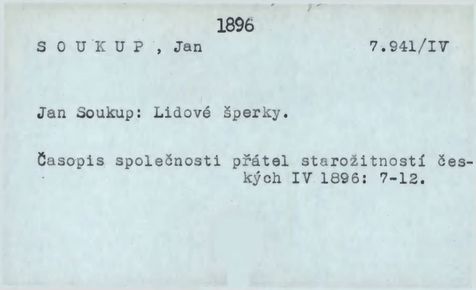 1896
S O U K U P , Jan 7.941/IV
Jan Soukup: Lidové šperky.
Časopis společnosti přátel starožitností čes-
kých IV 1896: 7-12.